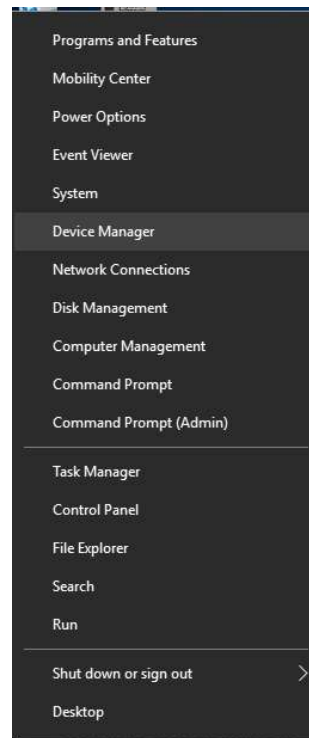 Programs and Features
Mobility Center
Power Options
Event Viewer
System
Device Manager
Network Connections
Disk Management
Computer Management
Command Prompt
Command Prompt (Admin)
Task Manager
Control Panel
File Explorer
Search
Run
Shut down or sign out
Desktop